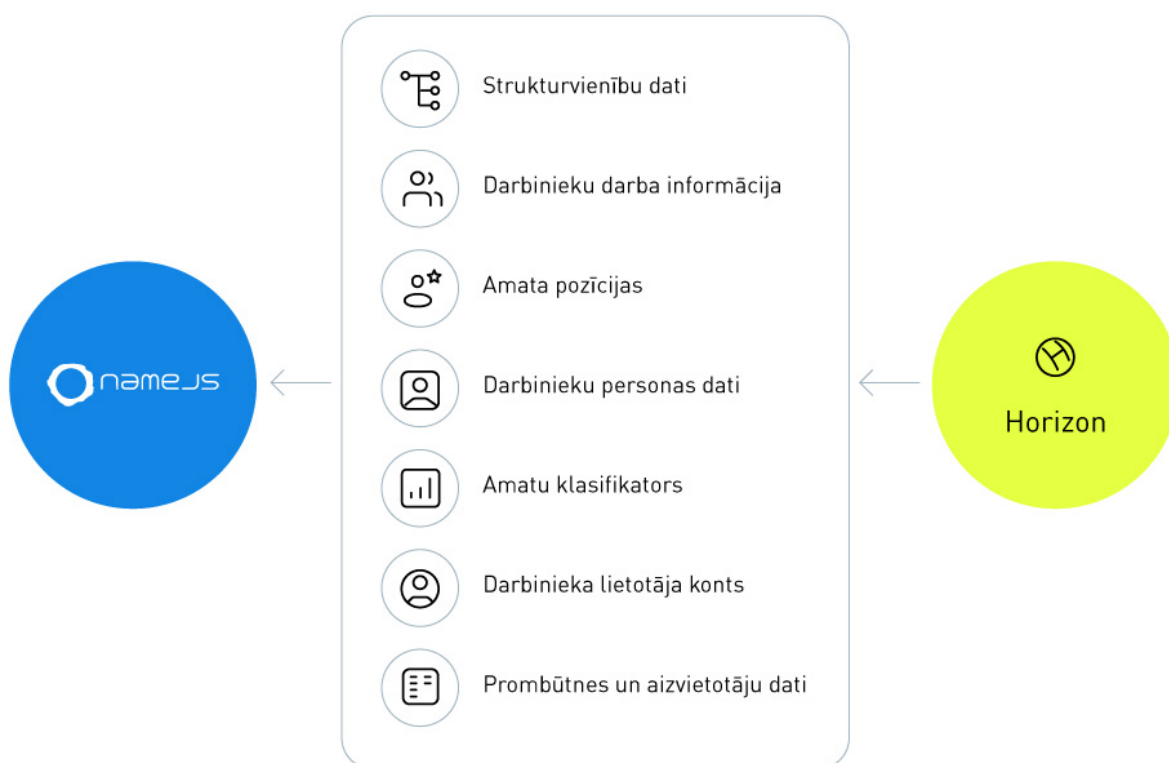 Strukturvienību dati
Darbinieku darba informācija
Amata pozīcijas
namejs
Darbinieku personas dati
Horizon
Amatu klasifikators
Darbinieka lietotāja konts
Prombūtnes un aizvietotāju dati